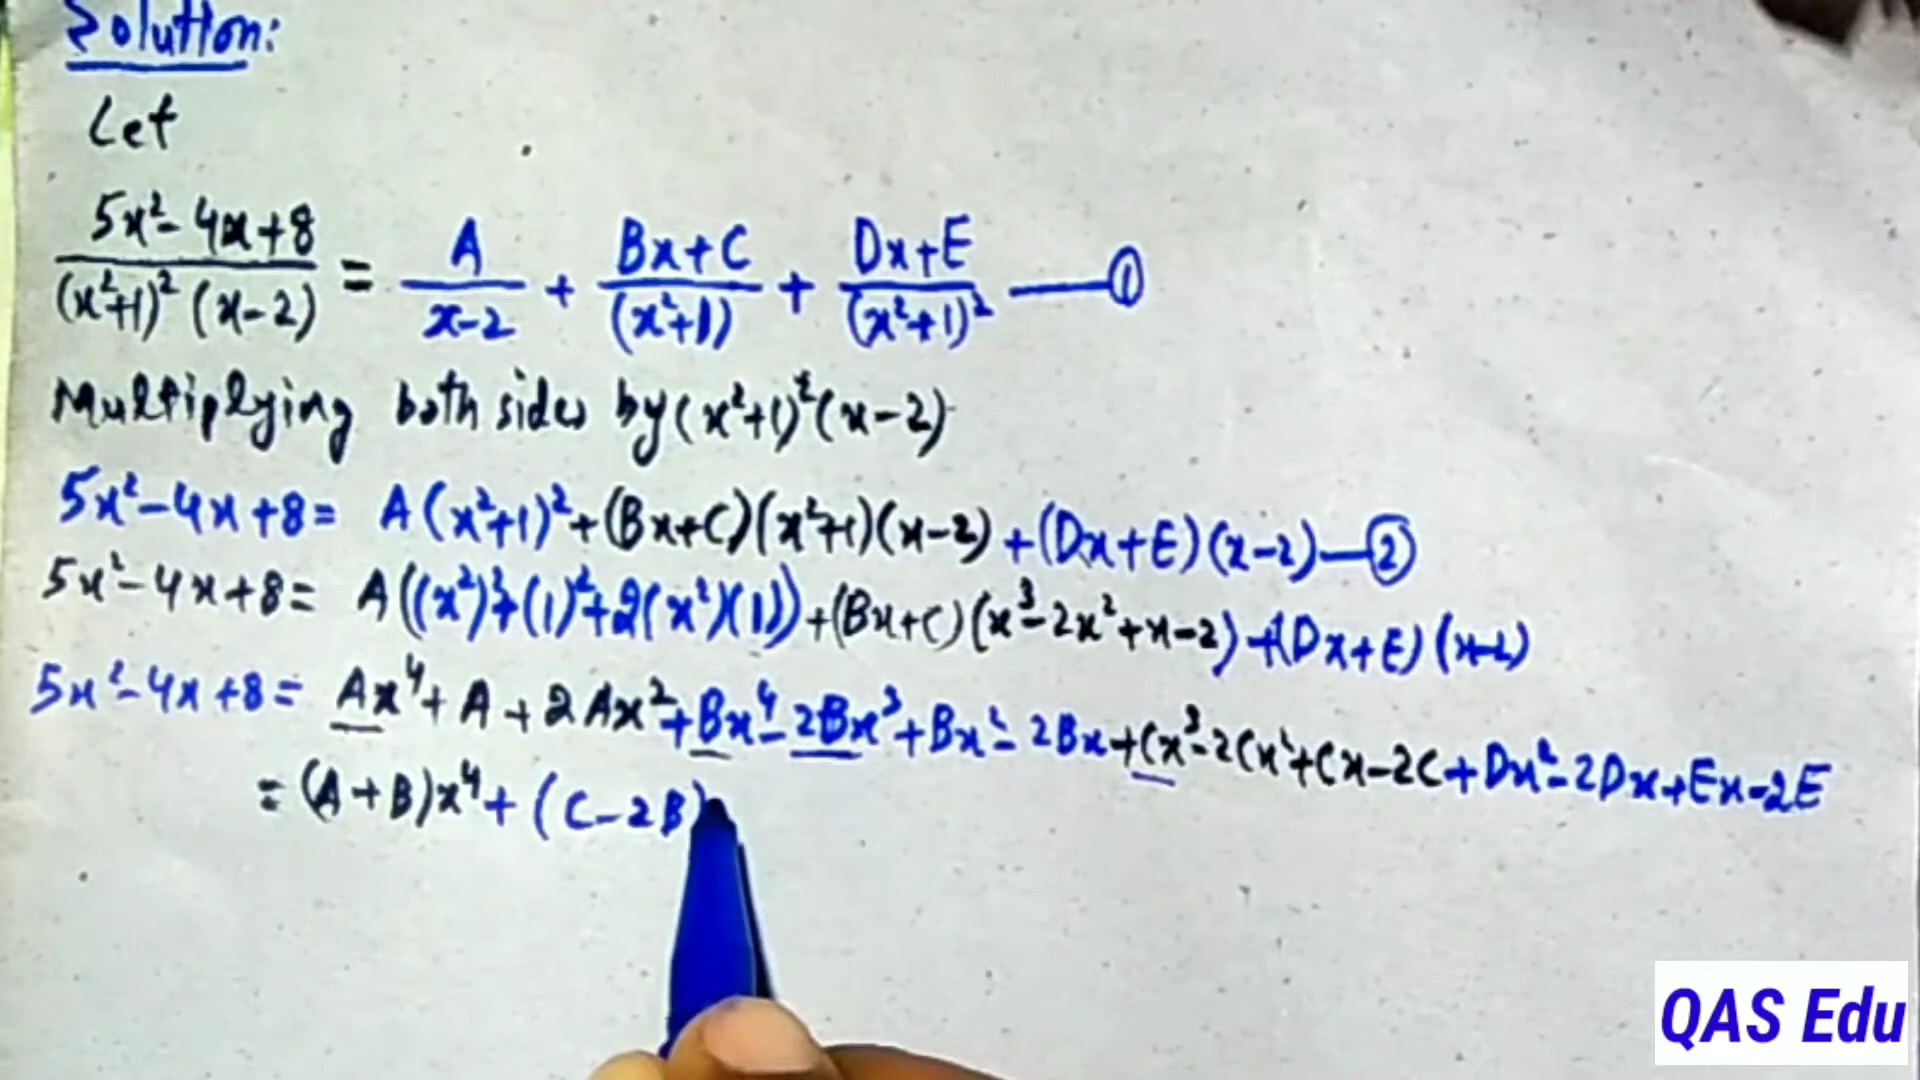 Solution:
Let
5x²-4x+8 / (x²+1)² (x-2) = A / x-2 + Bx+C / (x²+1) + Dx+E / (x²+1)² —①
Multiplying both sides by (x²+1)²(x-2)
5x²-4x+8= A(x²+1)²+(Bx+C)(x²+1)(x-2)+(Dx+E)(x-2)—②
5x²-4x+8= A((x²)²+(1)²+2(x²)(1))+(Bx+C)(x³-2x²+x-2)+(Dx+E)(x-2)
5x²-4x+8= Ax⁴+A+2Ax²+Bx⁴-2Bx³+Bx²-2Bx+Cx³-2Cx²+Cx-2C+Dx²-2Dx+Ex-2E
=(A+B)x⁴+(C-2B)
QAS Edu